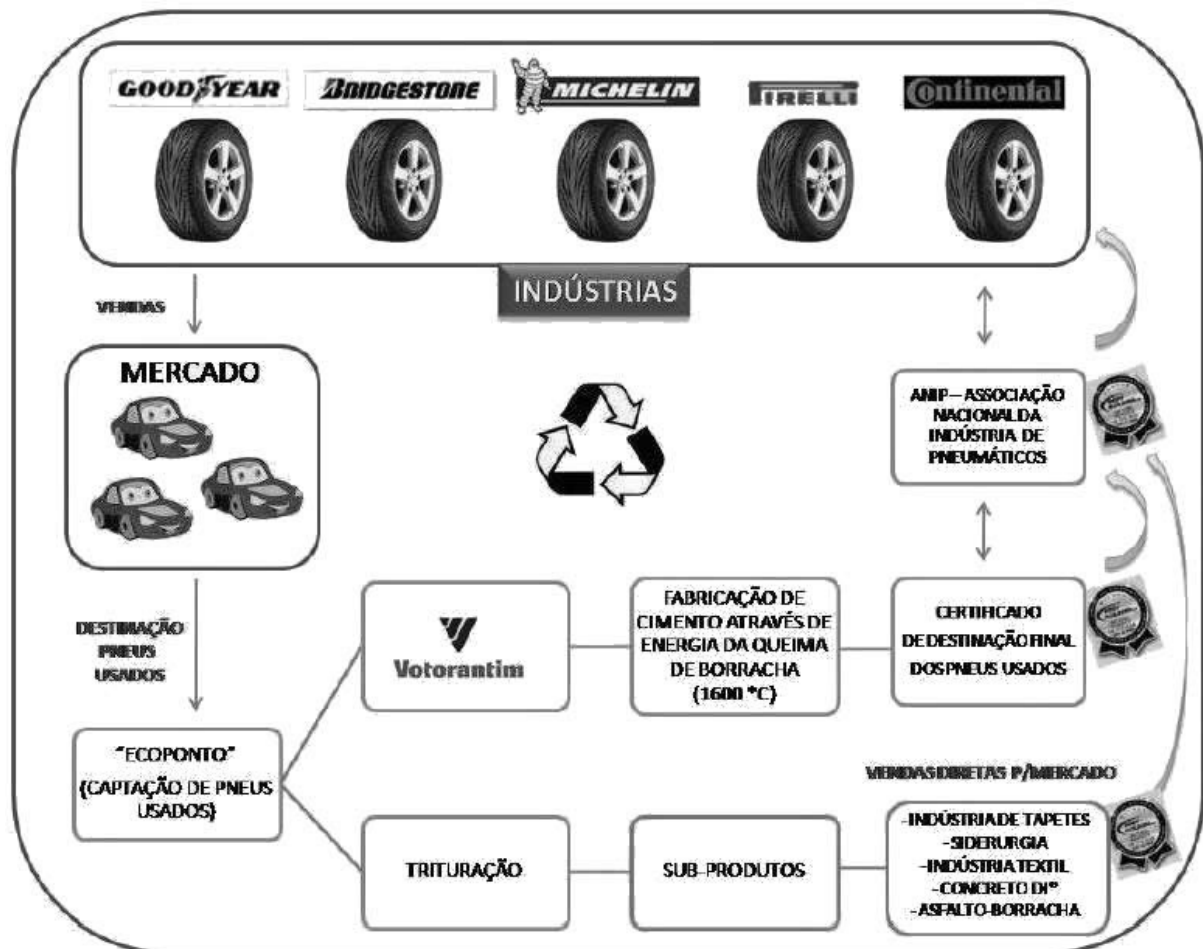 GOODYEAR
BRIDGESTONE
MICHELIN
PIRELLI
Continental
INDÚSTRIAS
VENDAS
MERCADO
ANIP – ASSOCIAÇÃO
NACIONAL DA
INDÚSTRIA DE
PNEUMÁTICOS
DESTINAÇÃO
PNEUS
USADOS
Votorantim
FABRICAÇÃO DE
CIMENTO ATRAVÉS DE
ENERGIA DA QUEIMA
DE BORRACHA
(1600 °C)
CERTIFICADO
DE DESTINAÇÃO FINAL
DOS PNEUS USADOS
"ECOPONTO"
(CAPTAÇÃO DE PNEUS
USADOS)
TRITURAÇÃO
SUB-PRODUTOS
VENDAS DIRETAS P/MERCADO
-INDÚSTRIA DE TAPETES
-SIDERURGIA
-INDÚSTRIA TEXTIL
-CONCRETO DI®
-ASFALTO-BORRACHA